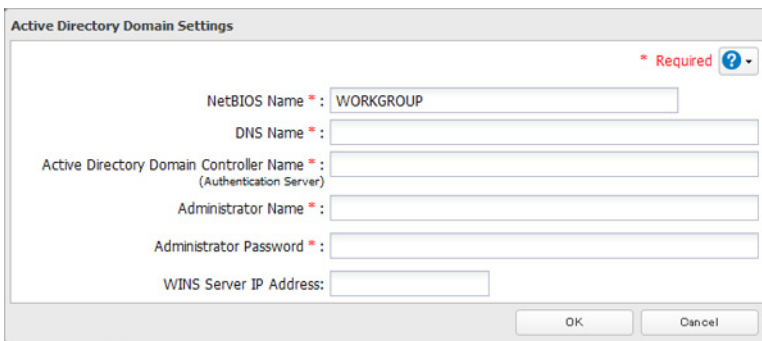 Active Directory Domain Settings
* Required ?
NetBIOS Name * : WORKGROUP
DNS Name * :
Active Directory Domain Controller Name * :
(Authentication Server)
Administrator Name * :
Administrator Password * :
WINS Server IP Address:
OK Cancel